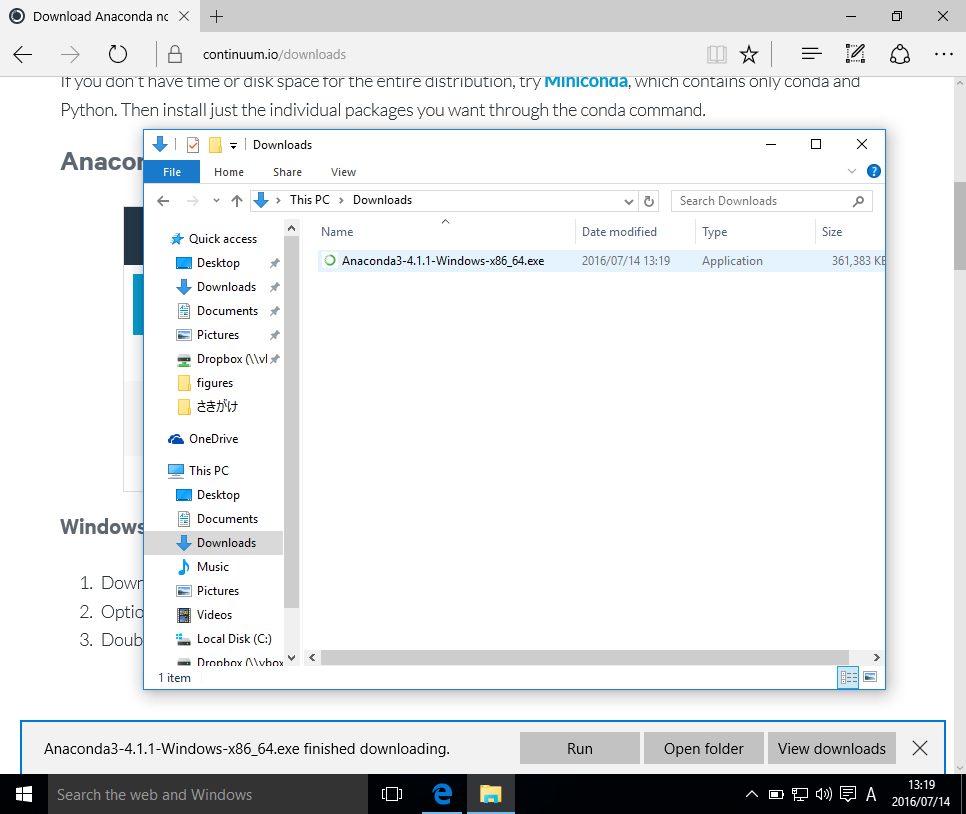 Download Anaconda no
continuum.io/downloads
If you don't have time or disk space for the entire distribution, try Miniconda, which contains only conda and
Python. Then install just the individual packages you want through the conda command.
Anacon
Downloads
File Home Share View
This PC Downloads
Search Downloads
Name Date modified Type Size
Anaconda3-4.1.1-Windows-x86_64.exe 2016/07/14 13:19 Application 361,383 KB
Quick access
Desktop
Downloads
Documents
Pictures
Dropbox (\\vl
figures
さきがけ
OneDrive
This PC
Desktop
Documents
Downloads
Music
Pictures
Videos
Local Disk (C:)
Dropbox (\\vbox
1 item
Windows
1. Down
2. Optio
3. Doub
Anaconda3-4.1.1-Windows-x86_64.exe finished downloading.
Run
Open folder
View downloads
Search the web and Windows
A
13:19
2016/07/14